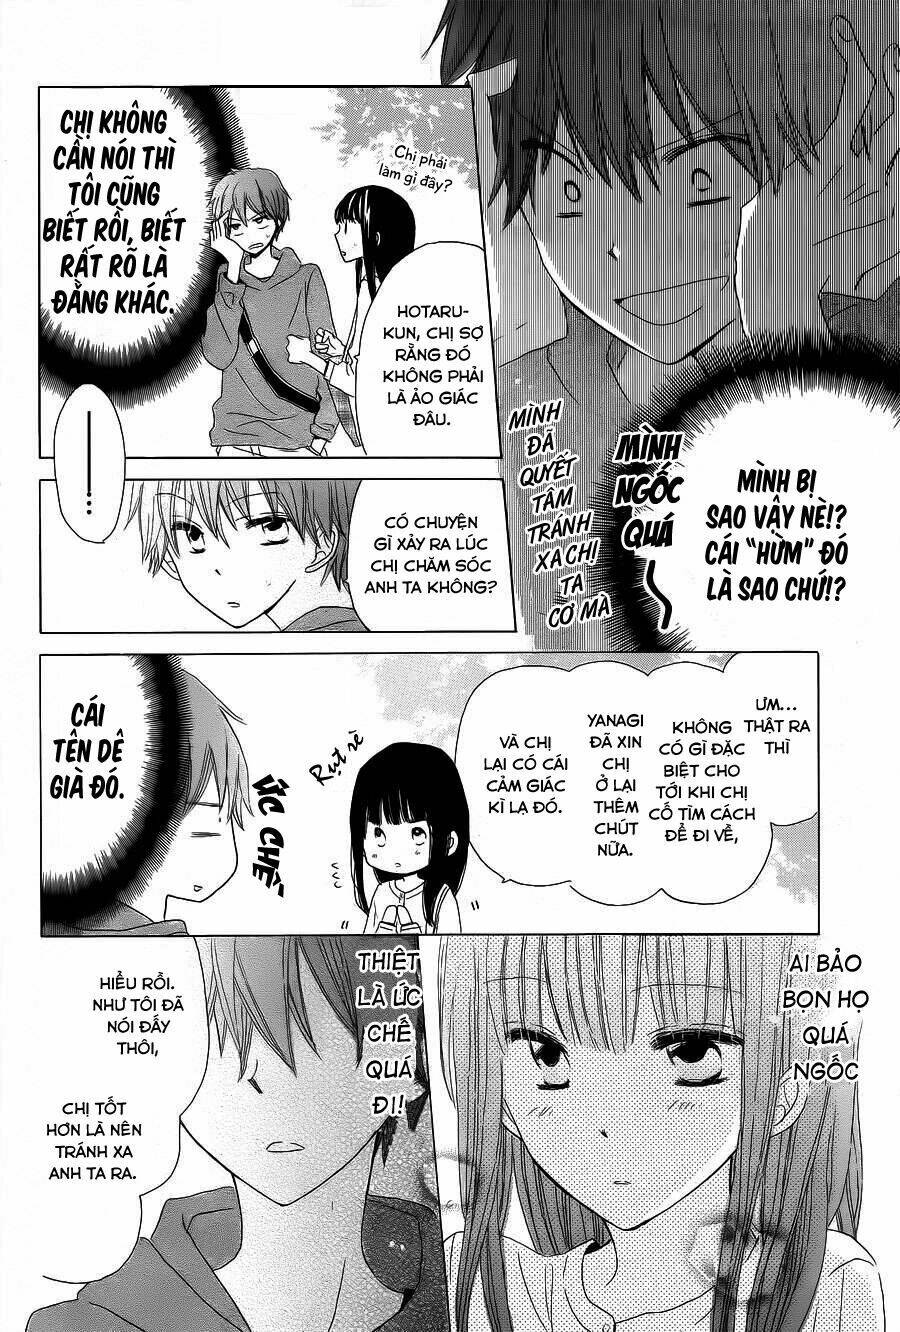 MÌNH BỊ
SAO VẬY NÈ!?
CÁI “HỪM” ĐÓ
LÀ SAO CHỨ!?
MÌNH
NGỐC
QUÁ
MÌNH
ĐÃ
QUYẾT
TÂM
TRÁNH
XA CHỊ
TA
CƠ MÀ
Chị phải
làm gì đây?
HOTARU-
KUN, CHỊ SỢ
RẰNG ĐÓ
KHÔNG PHẢI
LÀ ẢO GIÁC
ĐÂU.
CHỊ KHÔNG
CẦN NÓI THÌ
TÔI CŨNG
BIẾT RỒI, BIẾT
RẤT RÕ LÀ
ĐẰNG KHÁC.
CÓ CHUYỆN
GÌ XẢY RA LÚC
CHỊ CHĂM SÓC
ANH TA KHÔNG?
ƯM...
THẬT RA
THÌ
KHÔNG
CÓ GÌ ĐẶC
BIỆT CHO
TỚI KHI CHỊ
CỐ TÌM CÁCH
ĐỂ ĐI VỀ,
YANAGI
ĐÃ XIN
CHỊ
Ở LẠI
THÊM
CHÚT
NỮA.
VÀ CHỊ
LẠI CÓ CÁI
CẢM GIÁC
KÌ LẠ ĐÓ.
Rụt rè
ỨC CHẾ
CÁI
TÊN DÊ
GIÀ ĐÓ.
AI BẢO
BỌN HỌ
QUÁ
NGỐC
THIỆT
LÀ ỨC
CHẾ
QUÁ
ĐI!
HIỂU RỒI.
NHƯ TÔI ĐÃ
NÓI ĐẤY
THÔI,
CHỊ TỐT
HƠN LÀ NÊN
TRÁNH XA
ANH TA RA.